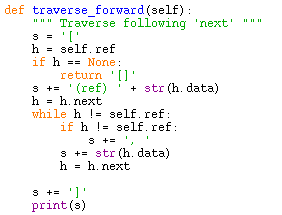 def traverse_forward(self):
    """ Traverse following 'next' """
    s = '['
    h = self.ref
    if h == None:
        return '[]'
    s += '(ref) ' + str(h.data)
    h = h.next
    while h != self.ref:
        if h != self.ref:
            s += ', '
        s += str(h.data)
        h = h.next

    s += ']'
    print(s)